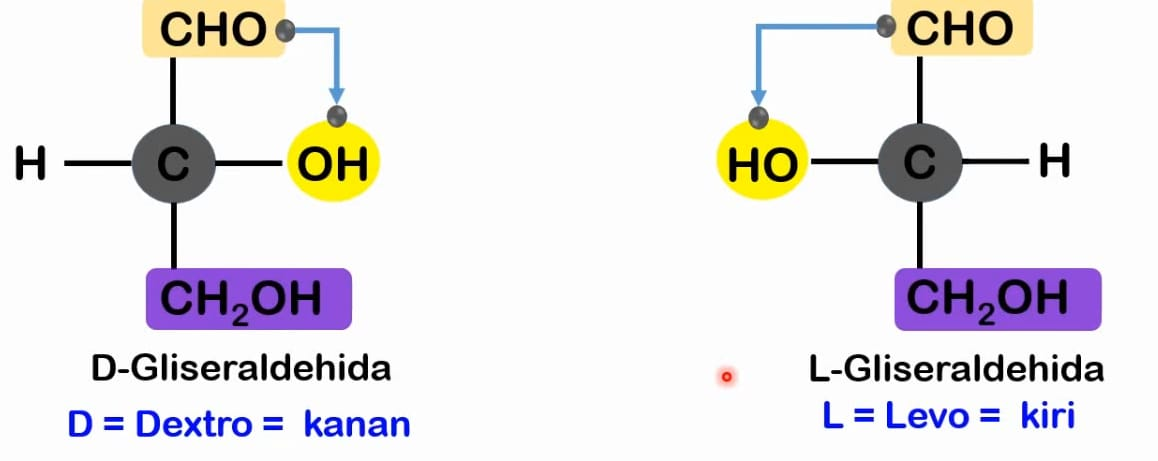 CHO
H C OH
CH₂OH
D-Gliseraldehida
D = Dextro = kanan
CHO
HO C H
CH₂OH
L-Gliseraldehida
L = Levo = kiri